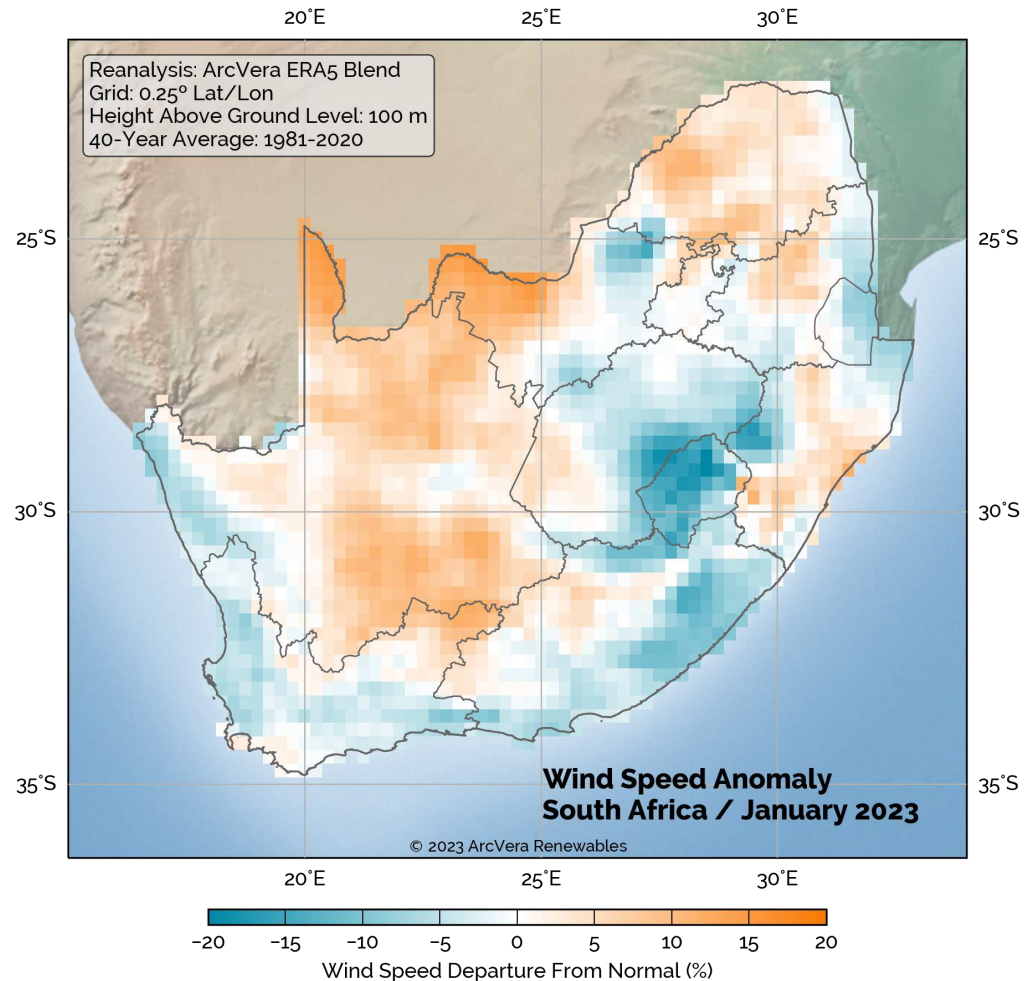 20°E 25°E 30°E
Reanalysis: ArcVera ERA5 Blend
Grid: 0.25º Lat/Lon
Height Above Ground Level: 100 m
40-Year Average: 1981-2020
25°S 25°S
30°S 30°S
35°S 35°S
Wind Speed Anomaly
South Africa / January 2023
© 2023 ArcVera Renewables
20°E 25°E 30°E
−20 −15 −10 −5 0 5 10 15 20
Wind Speed Departure From Normal (%)